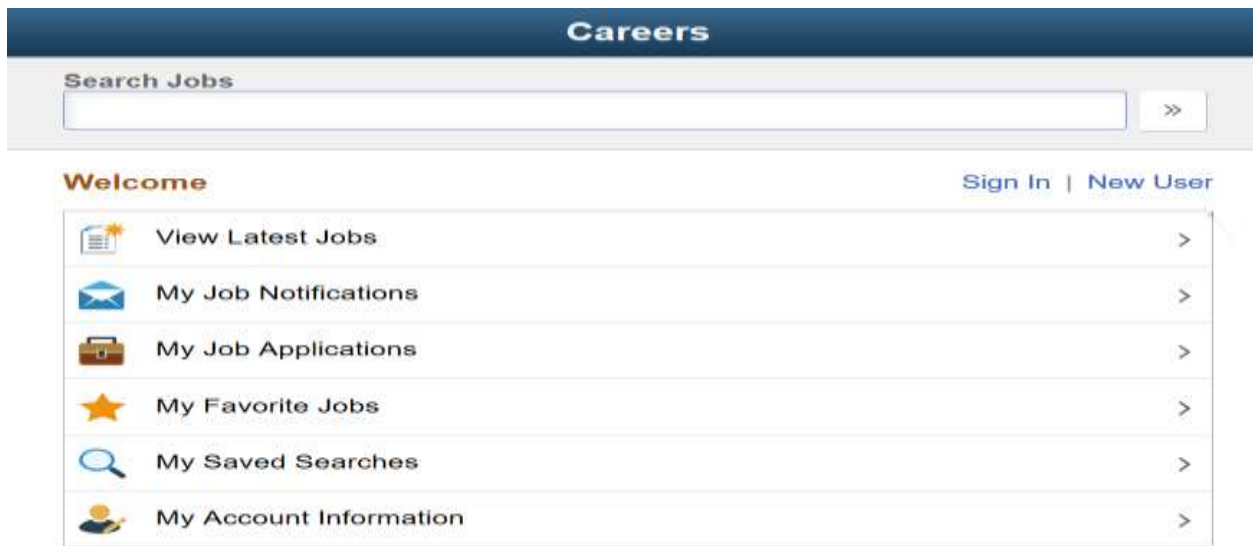 Careers
Search Jobs
»
Welcome
Sign In | New User
View Latest Jobs >
My Job Notifications >
My Job Applications >
My Favorite Jobs >
My Saved Searches >
My Account Information >